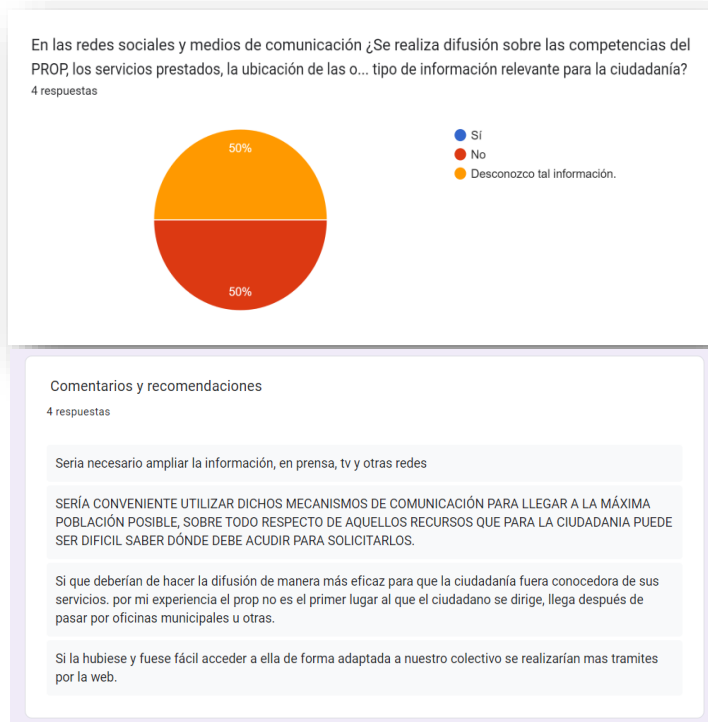 En las redes sociales y medios de comunicación ¿Se realiza difusión sobre las competencias del
PROP, los servicios prestados, la ubicación de las o... tipo de información relevante para la ciudadanía?
4 respuestas
Sí
No
Desconozco tal información.
50%
50%
Comentarios y recomendaciones
4 respuestas
Seria necesario ampliar la información, en prensa, tv y otras redes
SERÍA CONVENIENTE UTILIZAR DICHOS MECANISMOS DE COMUNICACIÓN PARA LLEGAR A LA MÁXIMA
POBLACIÓN POSIBLE, SOBRE TODO RESPECTO DE AQUELLOS RECURSOS QUE PARA LA CIUDADANIA PUEDE
SER DIFICIL SABER DÓNDE DEBE ACUDIR PARA SOLICITARLOS.
Si que deberían de hacer la difusión de manera más eficaz para que la ciudadanía fuera conocedora de sus
servicios. por mi experiencia el prop no es el primer lugar al que el ciudadano se dirige, llega después de
pasar por oficinas municipales u otras.
Si la hubiese y fuese fácil acceder a ella de forma adaptada a nuestro colectivo se realizarían mas tramites
por la web.